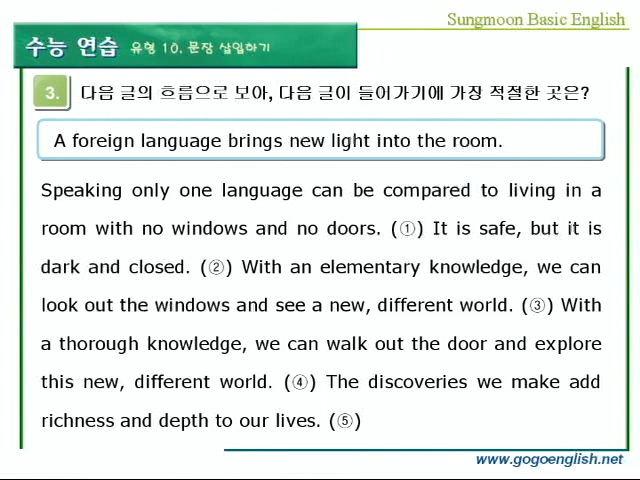 Sungmoon Basic English
수능 연습 유형 10. 문장 삽입하기
3. 다음 글의 흐름으로 보아, 다음 글이 들어가기에 가장 적절한 곳은?
A foreign language brings new light into the room.
Speaking only one language can be compared to living in a
room with no windows and no doors. (①) It is safe, but it is
dark and closed. (②) With an elementary knowledge, we can
look out the windows and see a new, different world. (③) With
a thorough knowledge, we can walk out the door and explore
this new, different world. (④) The discoveries we make add
richness and depth to our lives. (⑤)
www.gogoenglish.net